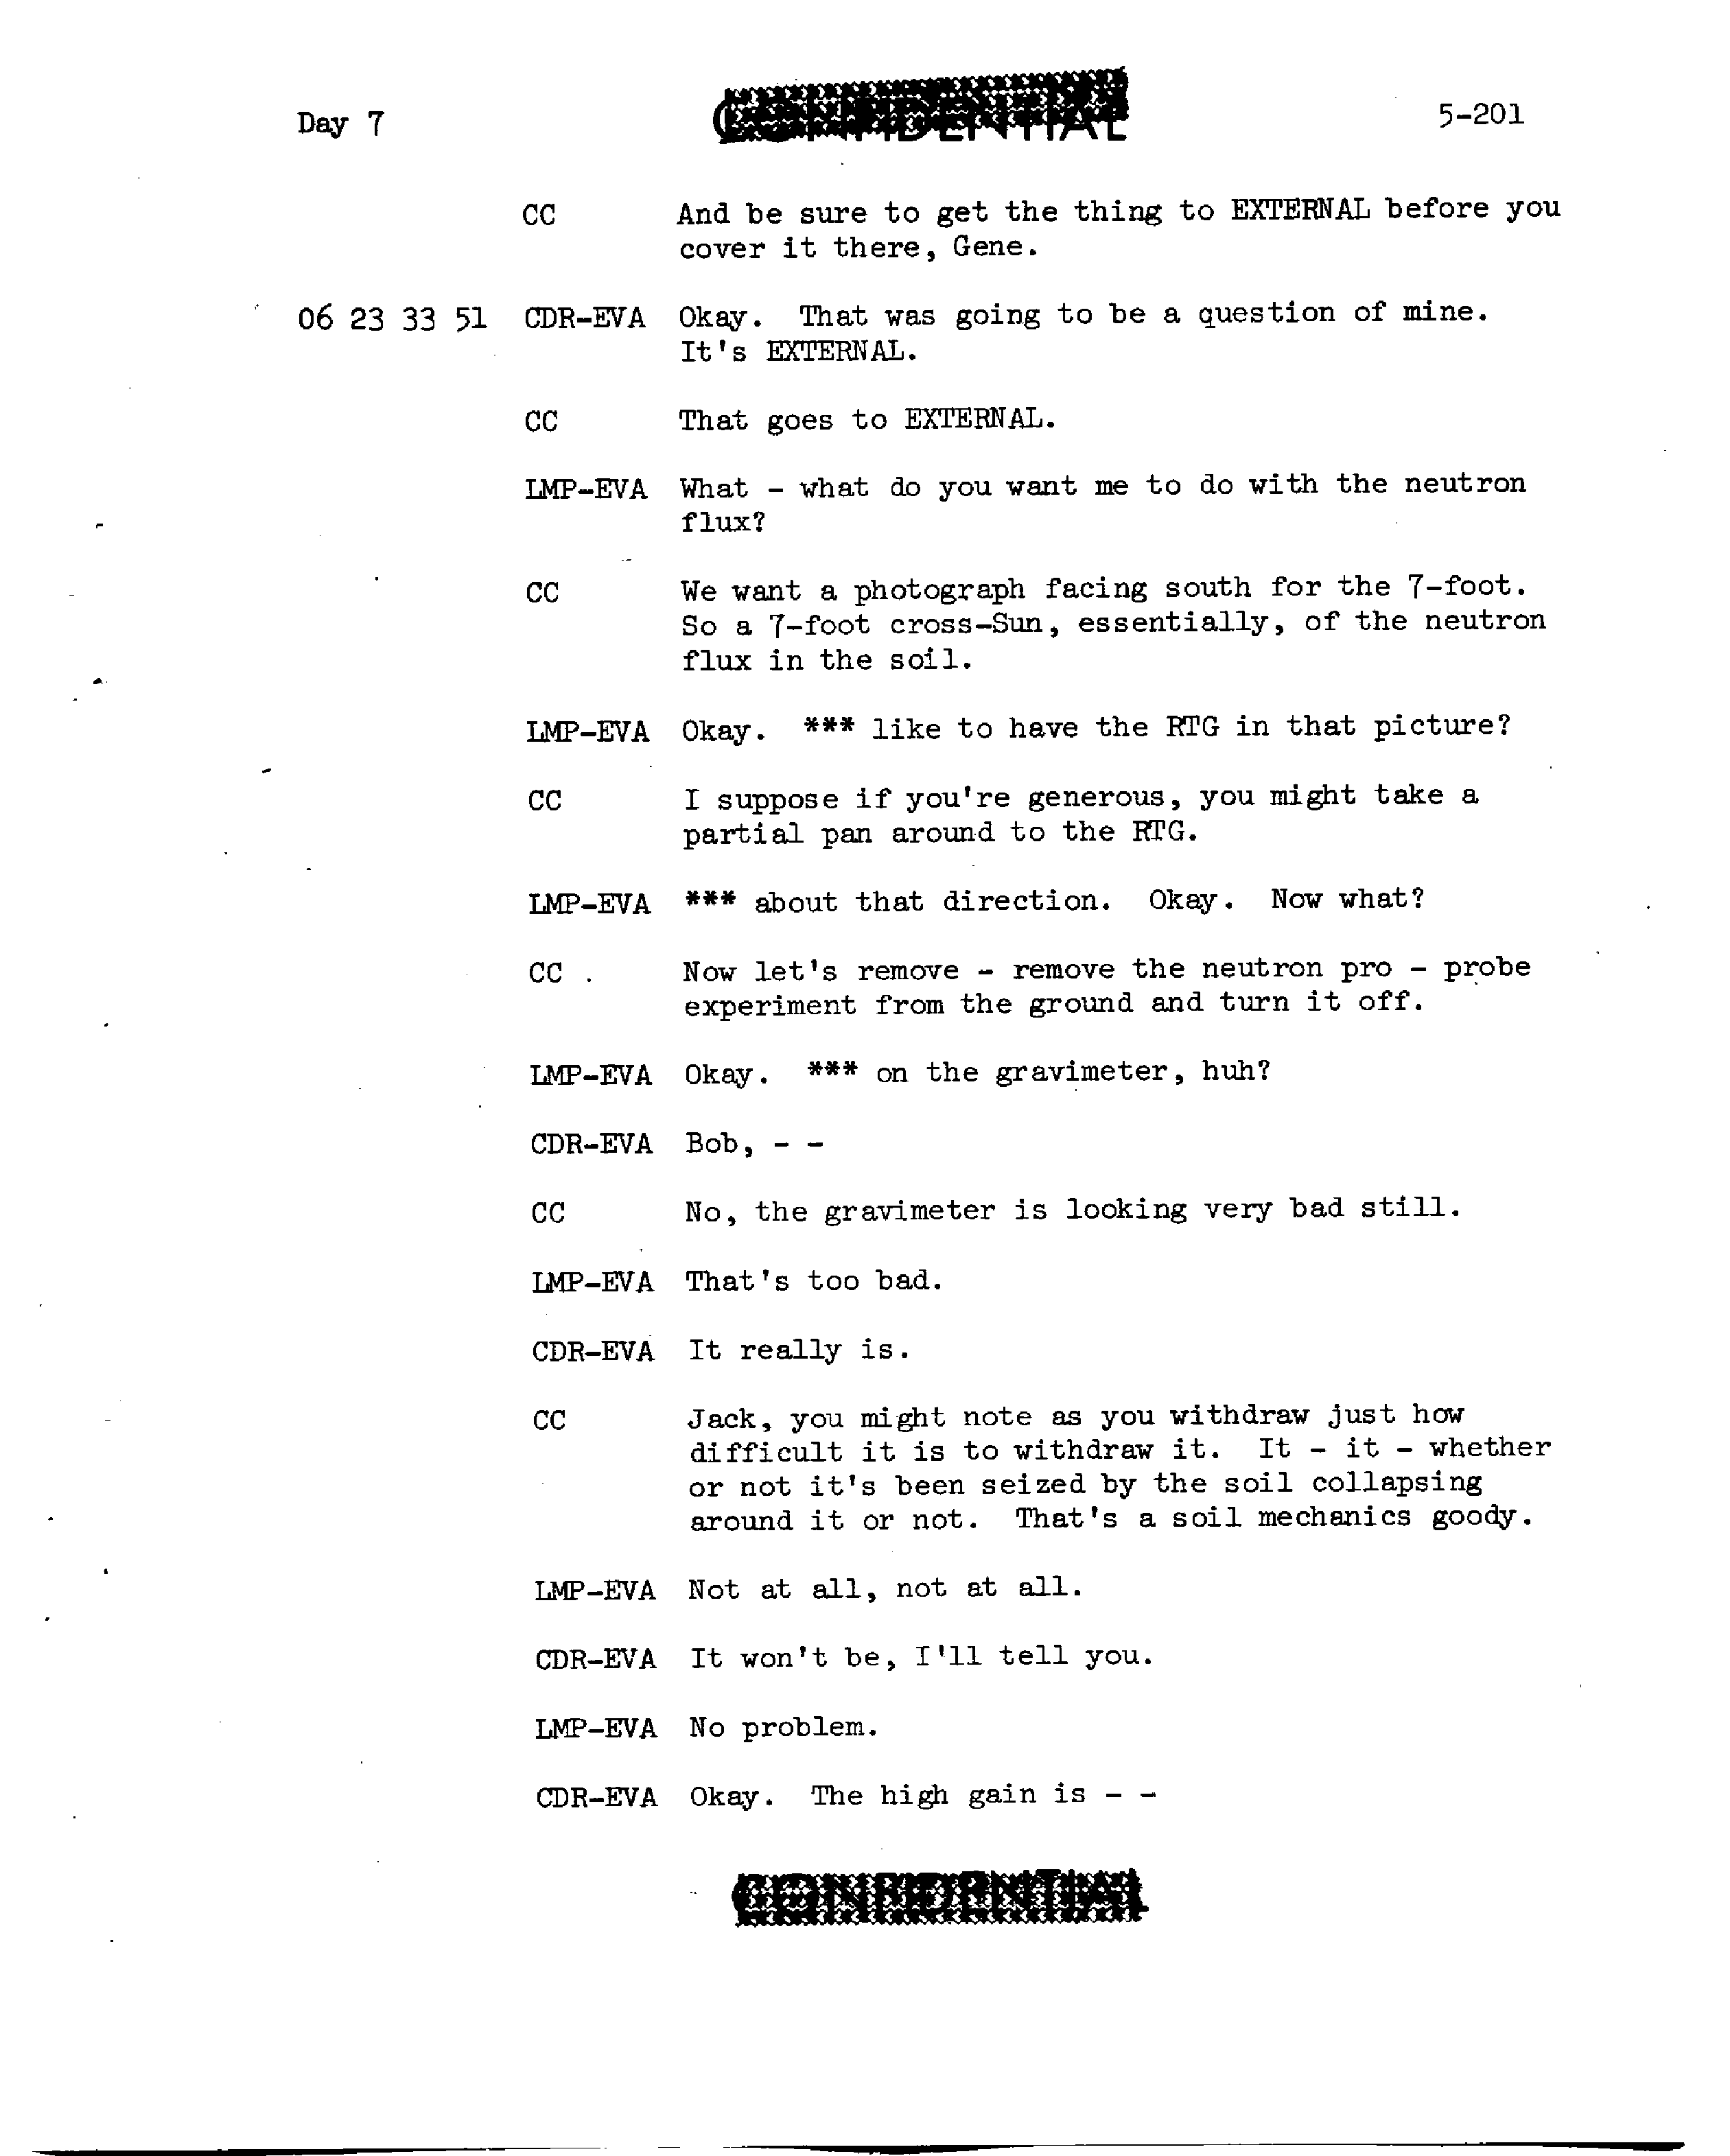 Day 7
CONFIDENTIAL
5-201
CC And be sure to get the thing to EXTERNAL before you
cover it there, Gene.
06 23 33 51 CDR-EVA Okay. That was going to be a question of mine.
It's EXTERNAL.
CC That goes to EXTERNAL.
LMP-EVA What - what do you want me to do with the neutron
flux?
CC We want a photograph facing south for the 7-foot.
So a 7-foot cross-Sun, essentially, of the neutron
flux in the soil.
LMP-EVA Okay. *** like to have the RTG in that picture?
CC I suppose if you're generous, you might take a
partial pan around to the RTG.
LMP-EVA *** about that direction. Okay. Now what?
CC Now let's remove - remove the neutron pro - probe
experiment from the ground and turn it off.
LMP-EVA Okay. *** on the gravimeter, huh?
CDR-EVA Bob, - -
CC No, the gravimeter is looking very bad still.
LMP-EVA That's too bad.
CDR-EVA It really is.
CC Jack, you might note as you withdraw just how
difficult it is to withdraw it. It - it - whether
or not it's been seized by the soil collapsing
around it or not. That's a soil mechanics goody.
LMP-EVA Not at all, not at all.
CDR-EVA It won't be, I'll tell you.
LMP-EVA No problem.
CDR-EVA Okay. The high gain is - -
CONFIDENTIAL